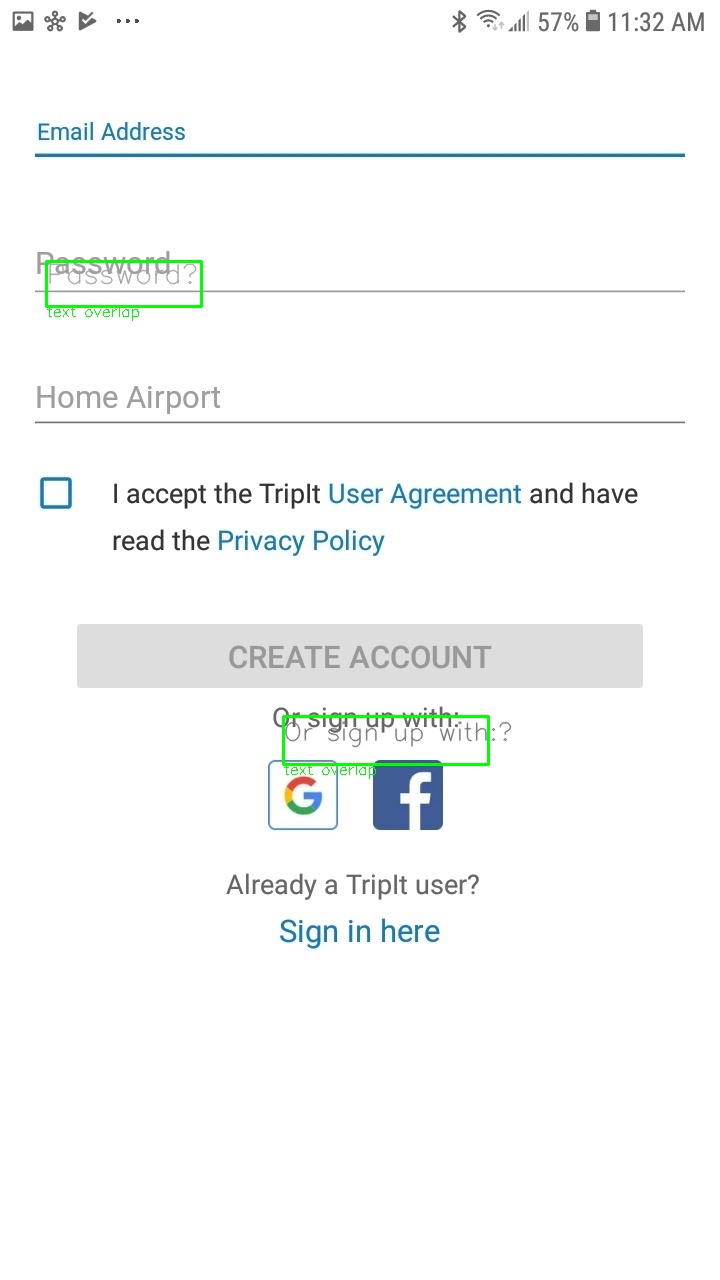 57% 11:32 AM
Email Address
Password
Password?
text overlap
Home Airport
I accept the TripIt User Agreement and have
read the Privacy Policy
CREATE ACCOUNT
Or sign up with:
Or sign up with:?
text overlap
G f
Already a TripIt user?
Sign in here